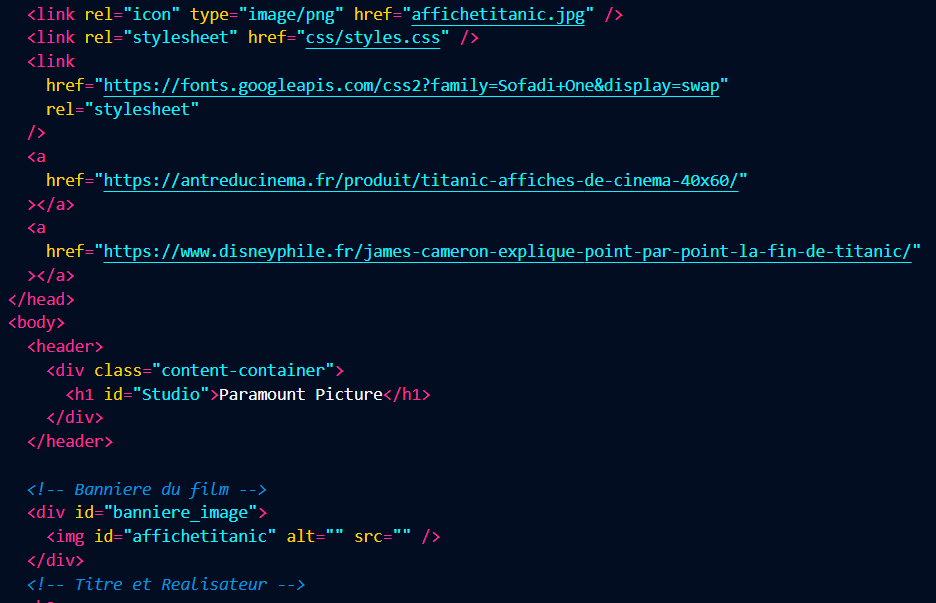 <link rel="icon" type="image/png" href="affichetitanic.jpg" />
<link rel="stylesheet" href="css/styles.css" />
<link
href="https://fonts.googleapis.com/css2?family=Sofadi+One&display=swap"
rel="stylesheet"
/>
<a
href="https://antreducinema.fr/produit/titanic-affiches-de-cinema-40x60/"
></a>
<a
href="https://www.disneyphile.fr/james-cameron-explique-point-par-point-la-fin-de-titanic/"
></a>
</head>
<body>
<header>
<div class="content-container">
<h1 id="Studio">Paramount Picture</h1>
</div>
</header>
<!-- Banniere du film -->
<div id="banniere_image">
<img id="affichetitanic" alt="" src="" />
</div>
<!-- Titre et Realisateur -->